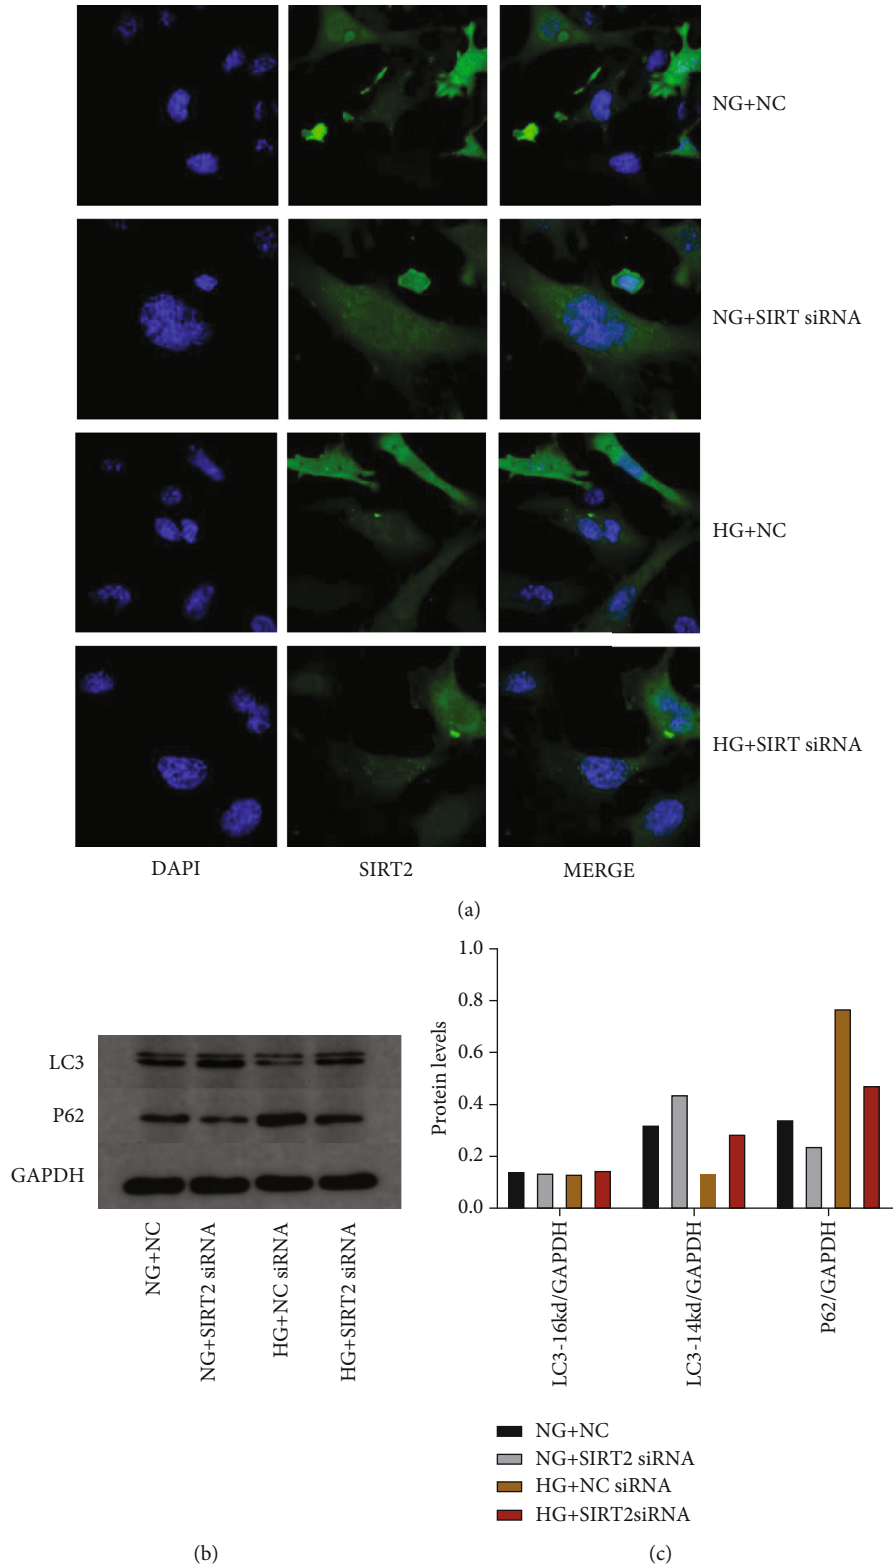 NG+NC
NG+SIRT siRNA
HG+NC
HG+SIRT siRNA
DAPI
SIRT2
MERGE
(a)
LC3
P62
GAPDH
NG+NC
NG+SIRT2 siRNA
HG+NC siRNA
HG+SIRT2 siRNA
(b)
1.0
0.8
0.6
0.4
0.2
0.0
Protein levels
LC3-16kd/GAPDH
LC3-14kd/GAPDH
P62/GAPDH
NG+NC
NG+SIRT2 siRNA
HG+NC siRNA
HG+SIRT2siRNA
(c)